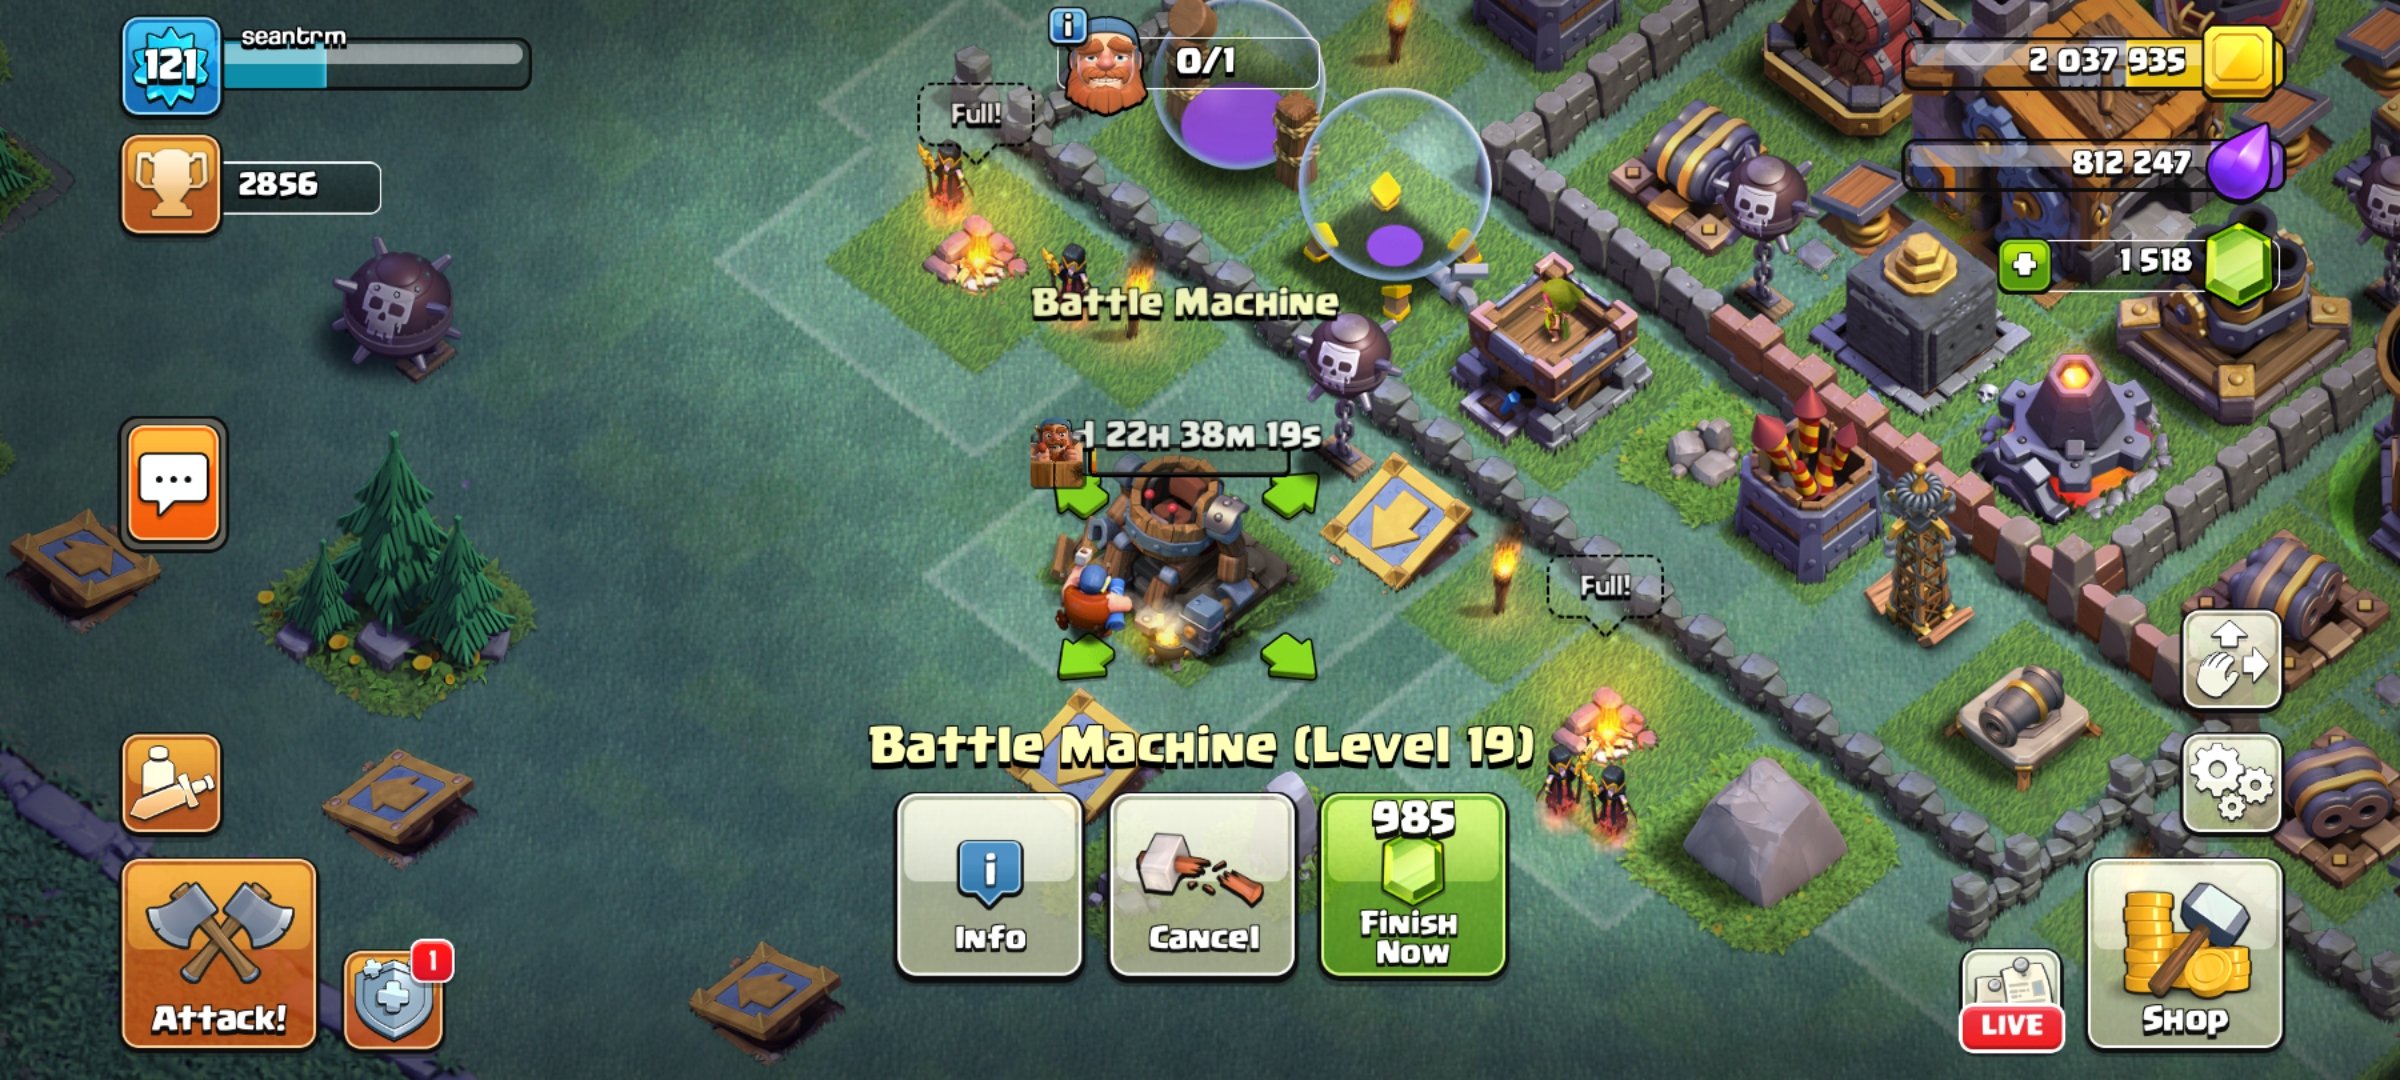 121
seantrm
0/1
2 037 935
Full!
812 247
2856
1 518
Battle Machine
22H 38M 19s
Full!
Battle Machine (Level 19)
985
Info
Cancel
Finish
Now
1
Attack!
LIVE
Shop